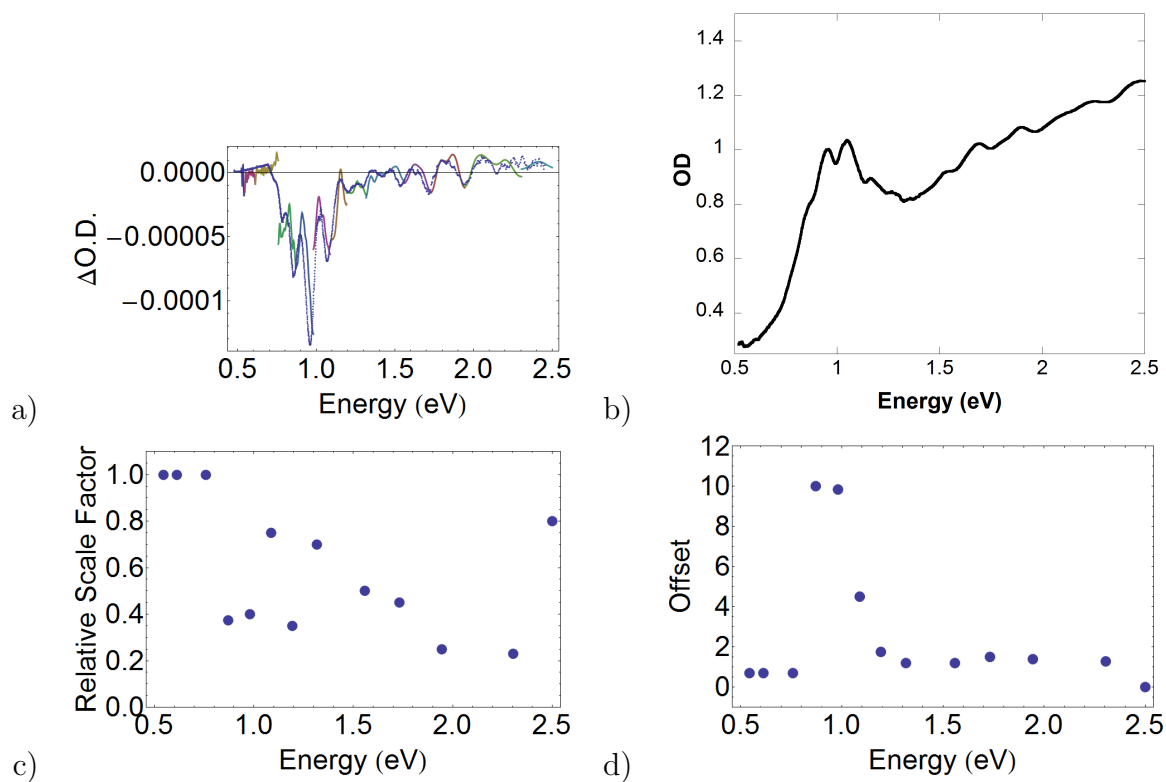 0.0000
−0.00005
−0.0001
ΔO.D.
0.5 1.0 1.5 2.0 2.5
Energy (eV)
a)
1.4
1.2
1
0.8
0.6
0.4
OD
0.5 1 1.5 2 2.5
Energy (eV)
b)
1.0
0.8
0.6
0.4
0.2
0.0
Relative Scale Factor
0.5 1.0 1.5 2.0 2.5
Energy (eV)
c)
12
10
8
6
4
2
0
Offset
0.5 1.0 1.5 2.0 2.5
Energy (eV)
d)